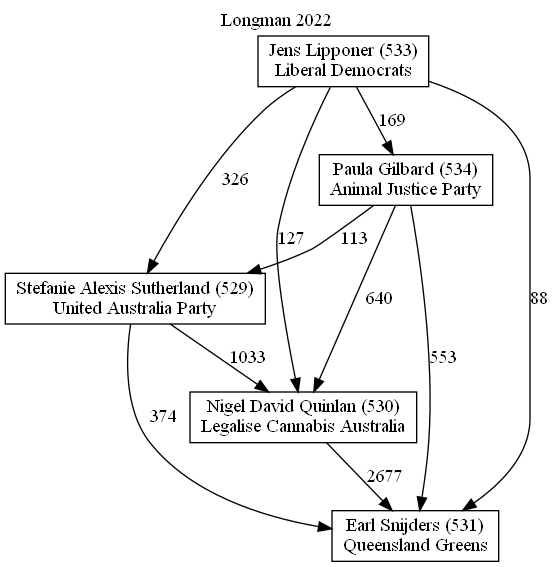 Longman 2022
Jens Lipponer (533)
Liberal Democrats
169
Paula Gilbard (534)
Animal Justice Party
326
127
113
Stefanie Alexis Sutherland (529)
United Australia Party
640
88
1033
553
Nigel David Quinlan (530)
Legalise Cannabis Australia
374
2677
Earl Snijders (531)
Queensland Greens